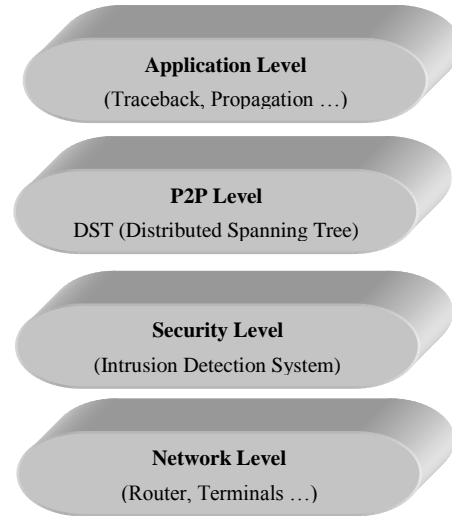 Application Level
(Traceback, Propagation …)
P2P Level
DST (Distributed Spanning Tree)
Security Level
(Intrusion Detection System)
Network Level
(Router, Terminals …)